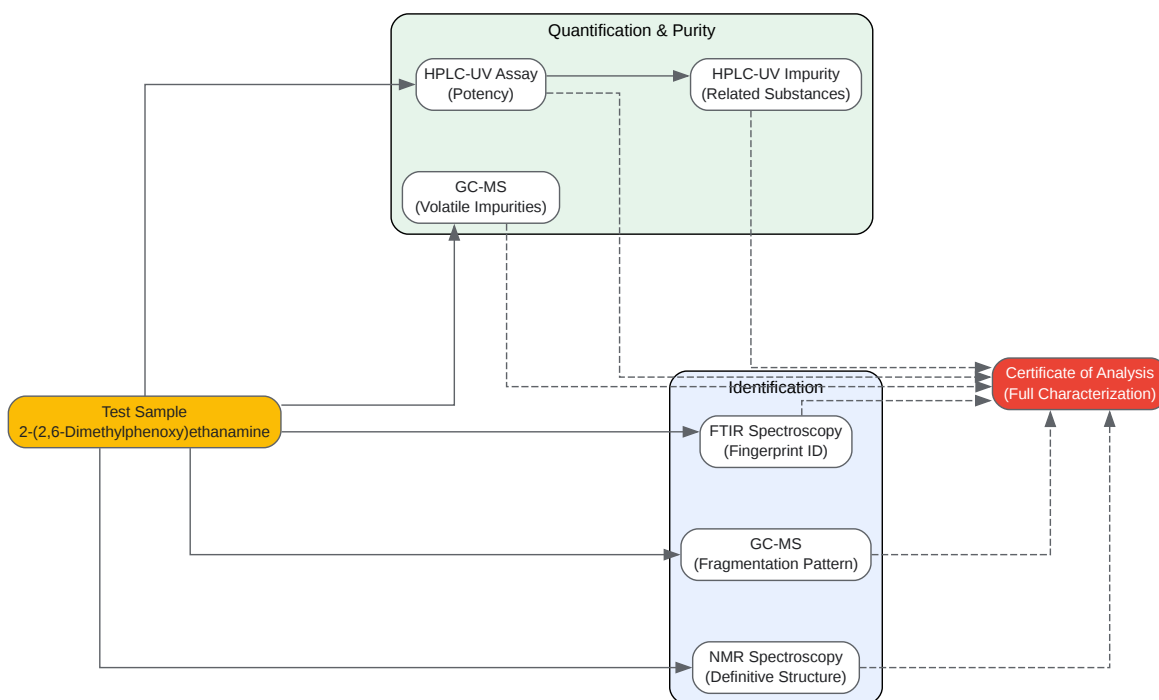 Quantification & Purity
HPLC-UV Assay
(Potency)
HPLC-UV Impurity
(Related Substances)
GC-MS
(Volatile Impurities)
Test Sample
2-(2,6-Dimethylphenoxy)ethanamine
Identification
Certificate of Analysis
(Full Characterization)
FTIR Spectroscopy
(Fingerprint ID)
GC-MS
(Fragmentation Pattern)
NMR Spectroscopy
(Definitive Structure)